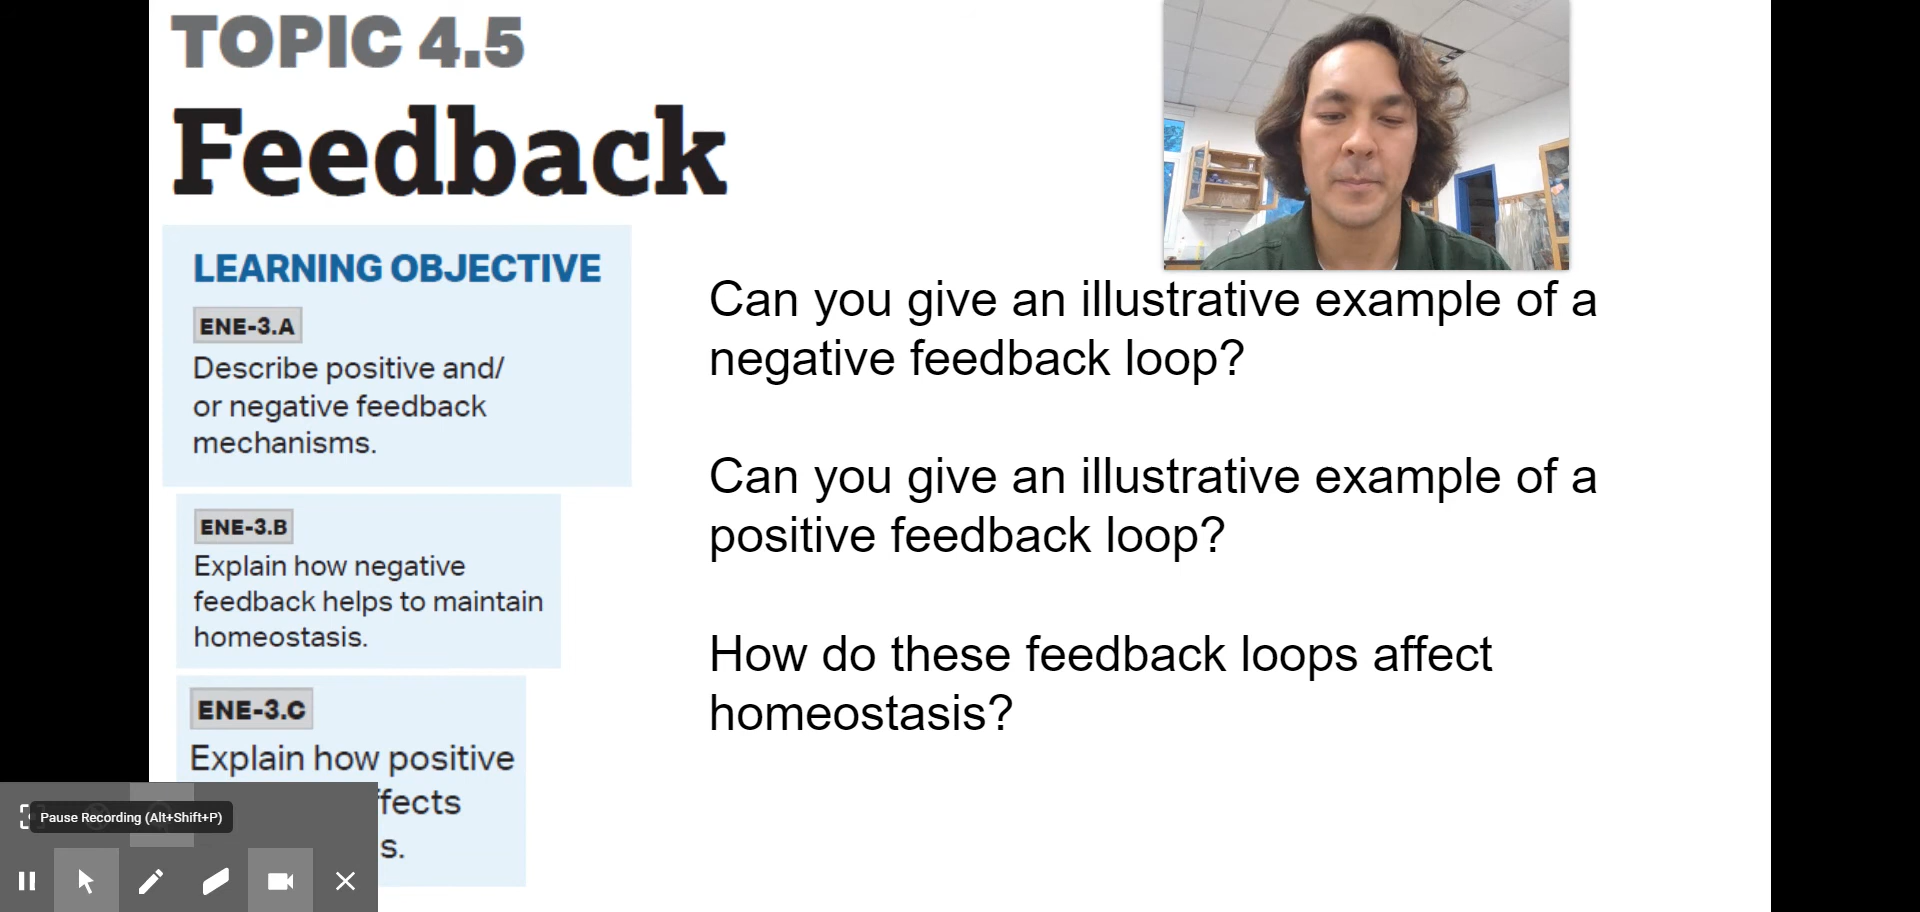 TOPIC 4.5
Feedback
LEARNING OBJECTIVE
ENE-3.A
Describe positive and/
or negative feedback
mechanisms.
ENE-3.B
Explain how negative
feedback helps to maintain
homeostasis.
ENE-3.C
Explain how positive
ffects
s.
Can you give an illustrative example of a
negative feedback loop?
Can you give an illustrative example of a
positive feedback loop?
How do these feedback loops affect
homeostasis?
Pause Recording (Alt+Shift+P)